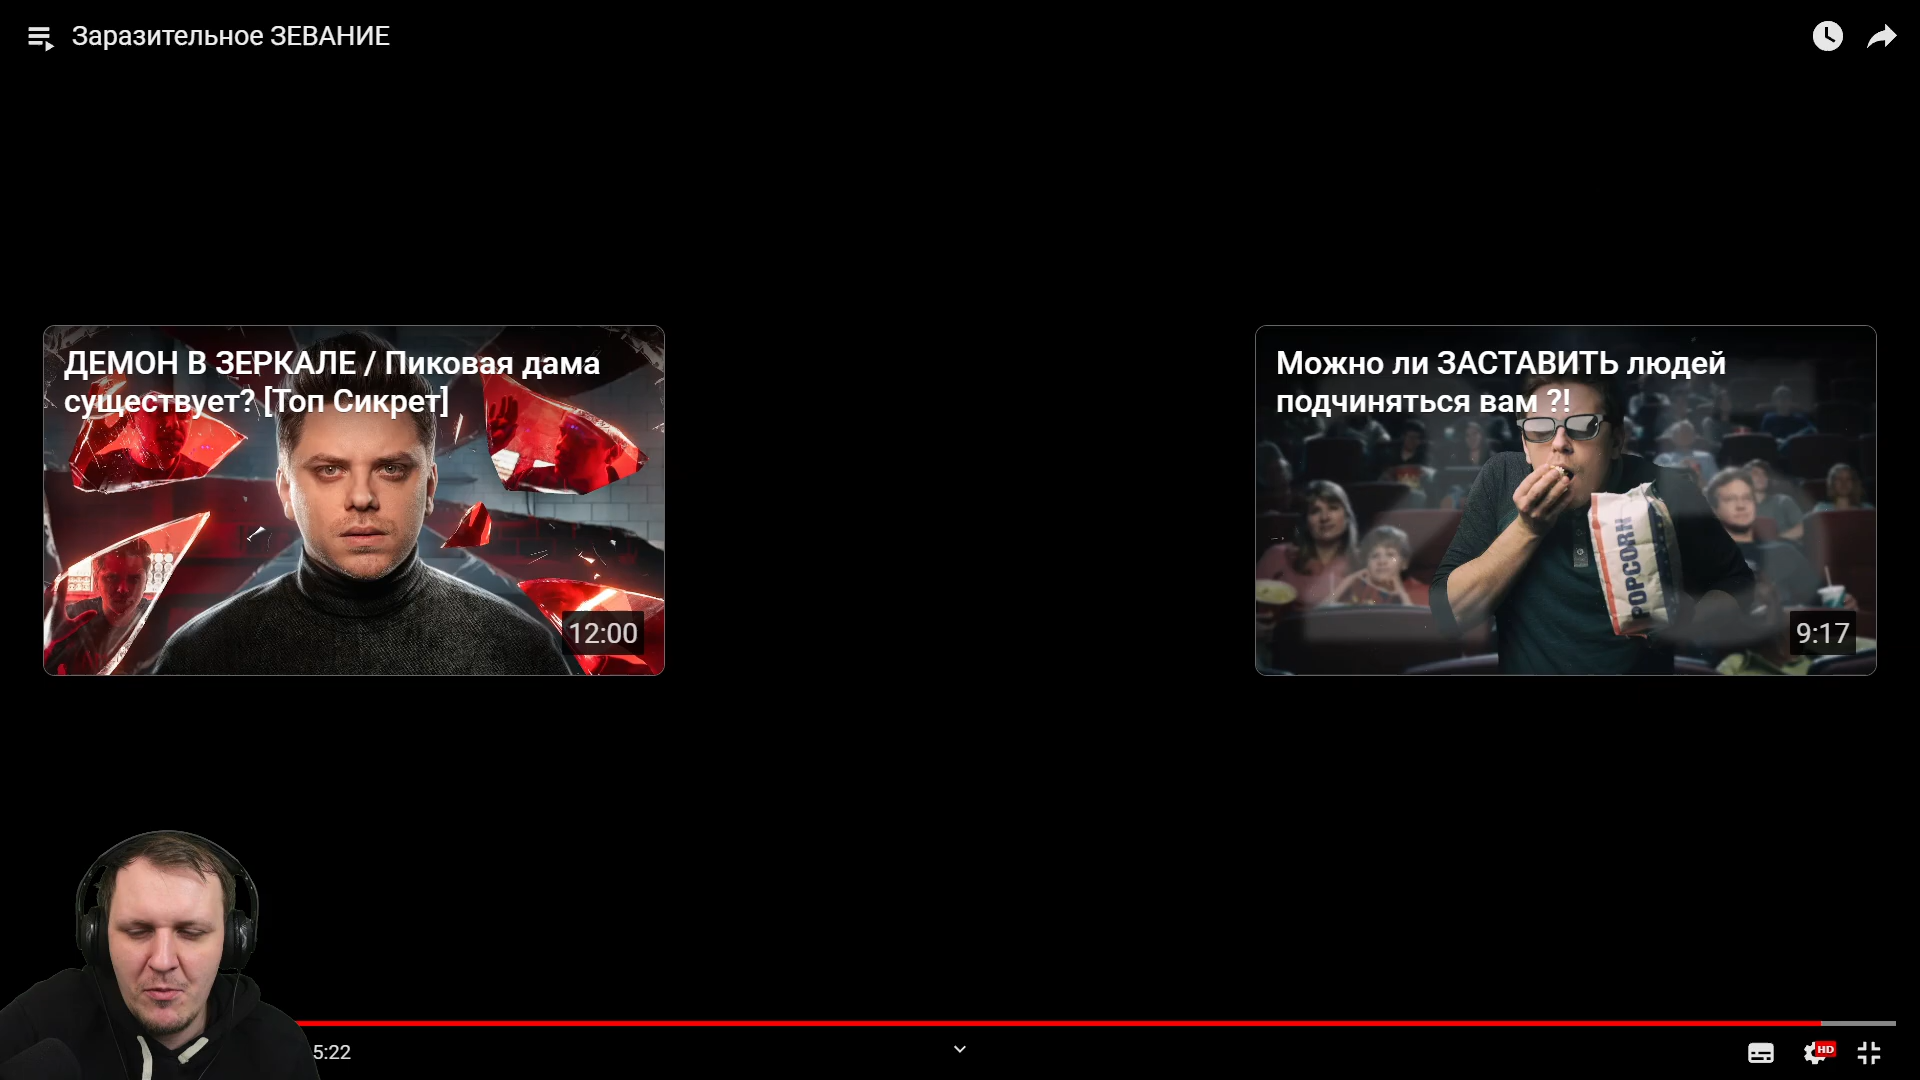 Заразительное ЗЕВАНИЕ
ДЕМОН В ЗЕРКАЛЕ / Пиковая дама
существует? [Топ Сикрет]
12:00
Можно ли ЗАСТАВИТЬ людей
подчиняться вам ?!
POPCORN
9:17
5:22
HD